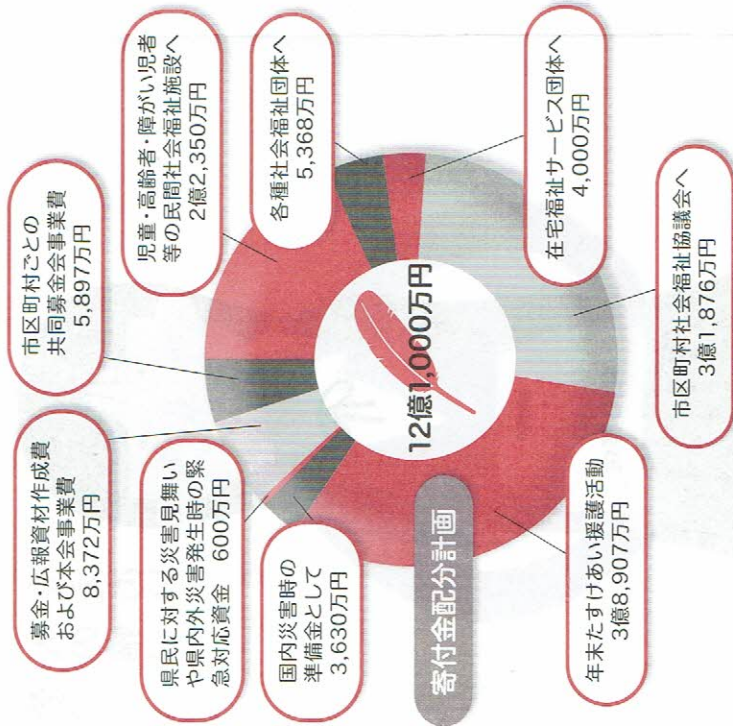 寄付金配分計画
12億1,000万円
児童・高齢者・障がい児者
等の民間社会福祉施設へ
2億2,350万円
各種社会福祉団体へ
5,368万円
在宅福祉サービス団体へ
4,000万円
市区町村社会福祉協議会へ
3億1,876万円
年末たすけあい援護活動
3億8,907万円
国内災害時の
準備金として
3,630万円
県民に対する災害見舞い
や県内外災害発生時の緊
急対応資金 600万円
募金・広報資材作成費
および本会事業費
8,372万円
市区町村ごとの
共同募金会事業費
5,897万円